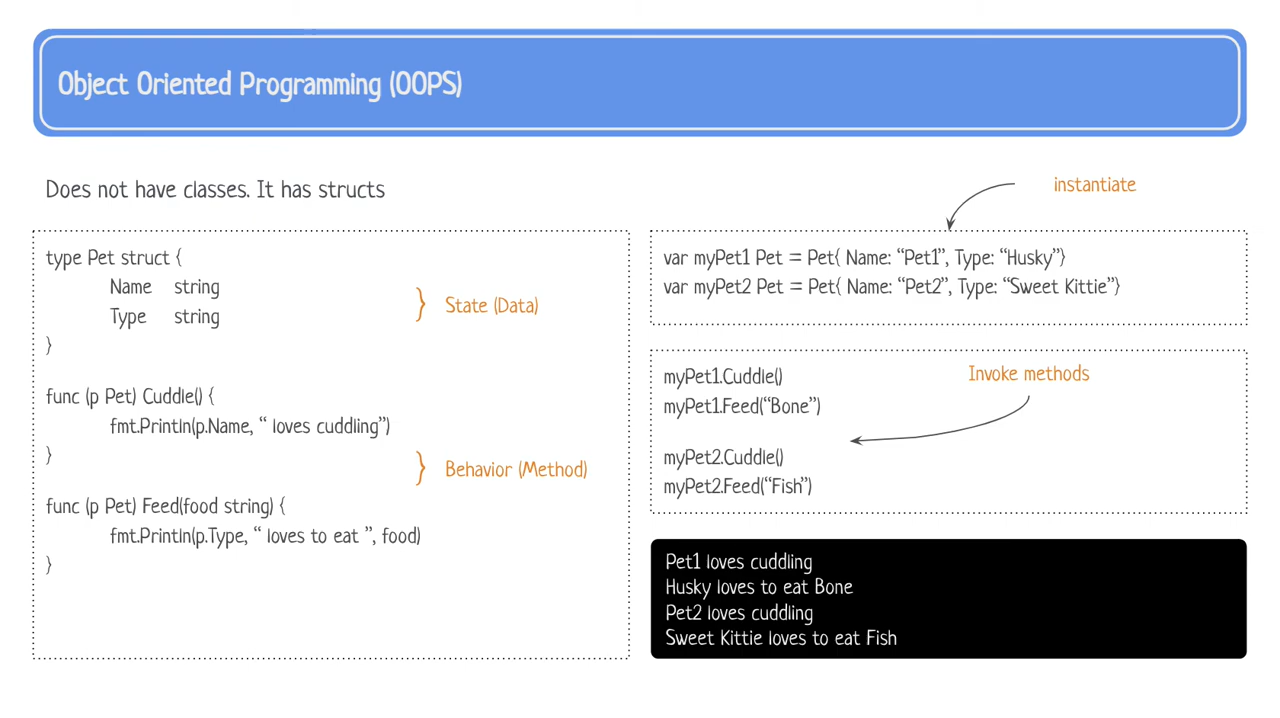 Object Oriented Programming (OOPS)
Does not have classes. It has structs
type Pet struct {
Name string
Type string
}
State (Data)
func (p Pet) Cuddle() {
fmt.Println(p.Name, “ loves cuddling”)
}
Behavior (Method)
func (p Pet) Feed(food string) {
fmt.Println(p.Type, “ loves to eat ”, food)
}
instantiate
var myPet1 Pet = Pet{ Name: “Pet1”, Type: “Husky”}
var myPet2 Pet = Pet{ Name: “Pet2”, Type: “Sweet Kittie”}
Invoke methods
myPet1.Cuddle()
myPet1.Feed(“Bone”)
myPet2.Cuddle()
myPet2.Feed(“Fish”)
Pet1 loves cuddling
Husky loves to eat Bone
Pet2 loves cuddling
Sweet Kittie loves to eat Fish